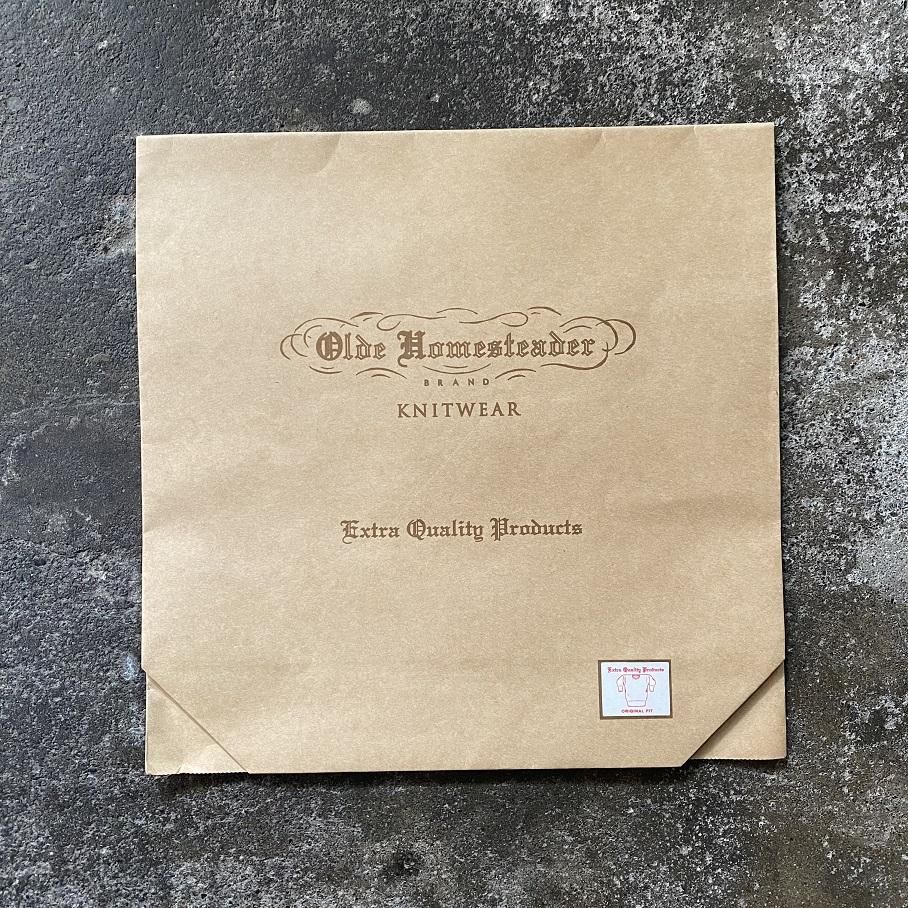 Olde Homesteader
BRAND
KNITWEAR
Extra Quality Products
Extra Quality Products
ORIGINAL FIT